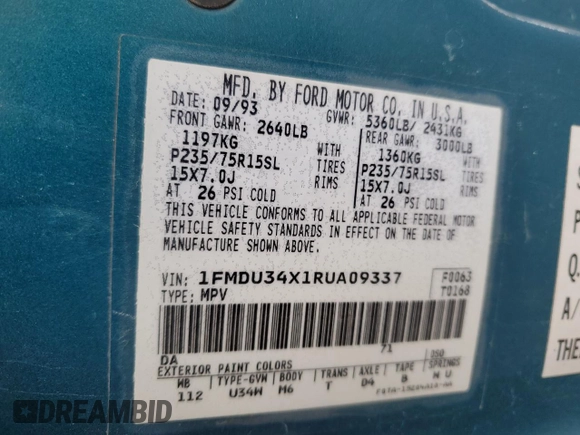 MFD. BY FORD MOTOR CO. IN U.S.A.
DATE: 09/93 GVWR: 5360LB/ 2431KG
FRONT GAWR: 2640LB REAR GAWR: 3000LB
1197KG WITH 1360KG WITH
P235/75R15SL TIRES P235/75R15SL TIRES
15X7.0J RIMS 15X7.0J RIMS
AT 26 PSI COLD AT 26 PSI COLD
THIS VEHICLE CONFORMS TO ALL APPLICABLE FEDERAL MOTOR
VEHICLE SAFETY STANDARDS IN EFFECT ON THE DATE OF
MANUFACTURE SHOWN ABOVE.
VIN: 1FMDU34X1RUA09337 F0063
TYPE: MPV T0168
DA 71 DSO
EXTERIOR PAINT COLORS
WB TYPE-GVW BODY TRANS AXLE TAPE SPRINGS
112 U34W M6 T D4 B N U
S
P
Q
A/
THE
DREAMBID